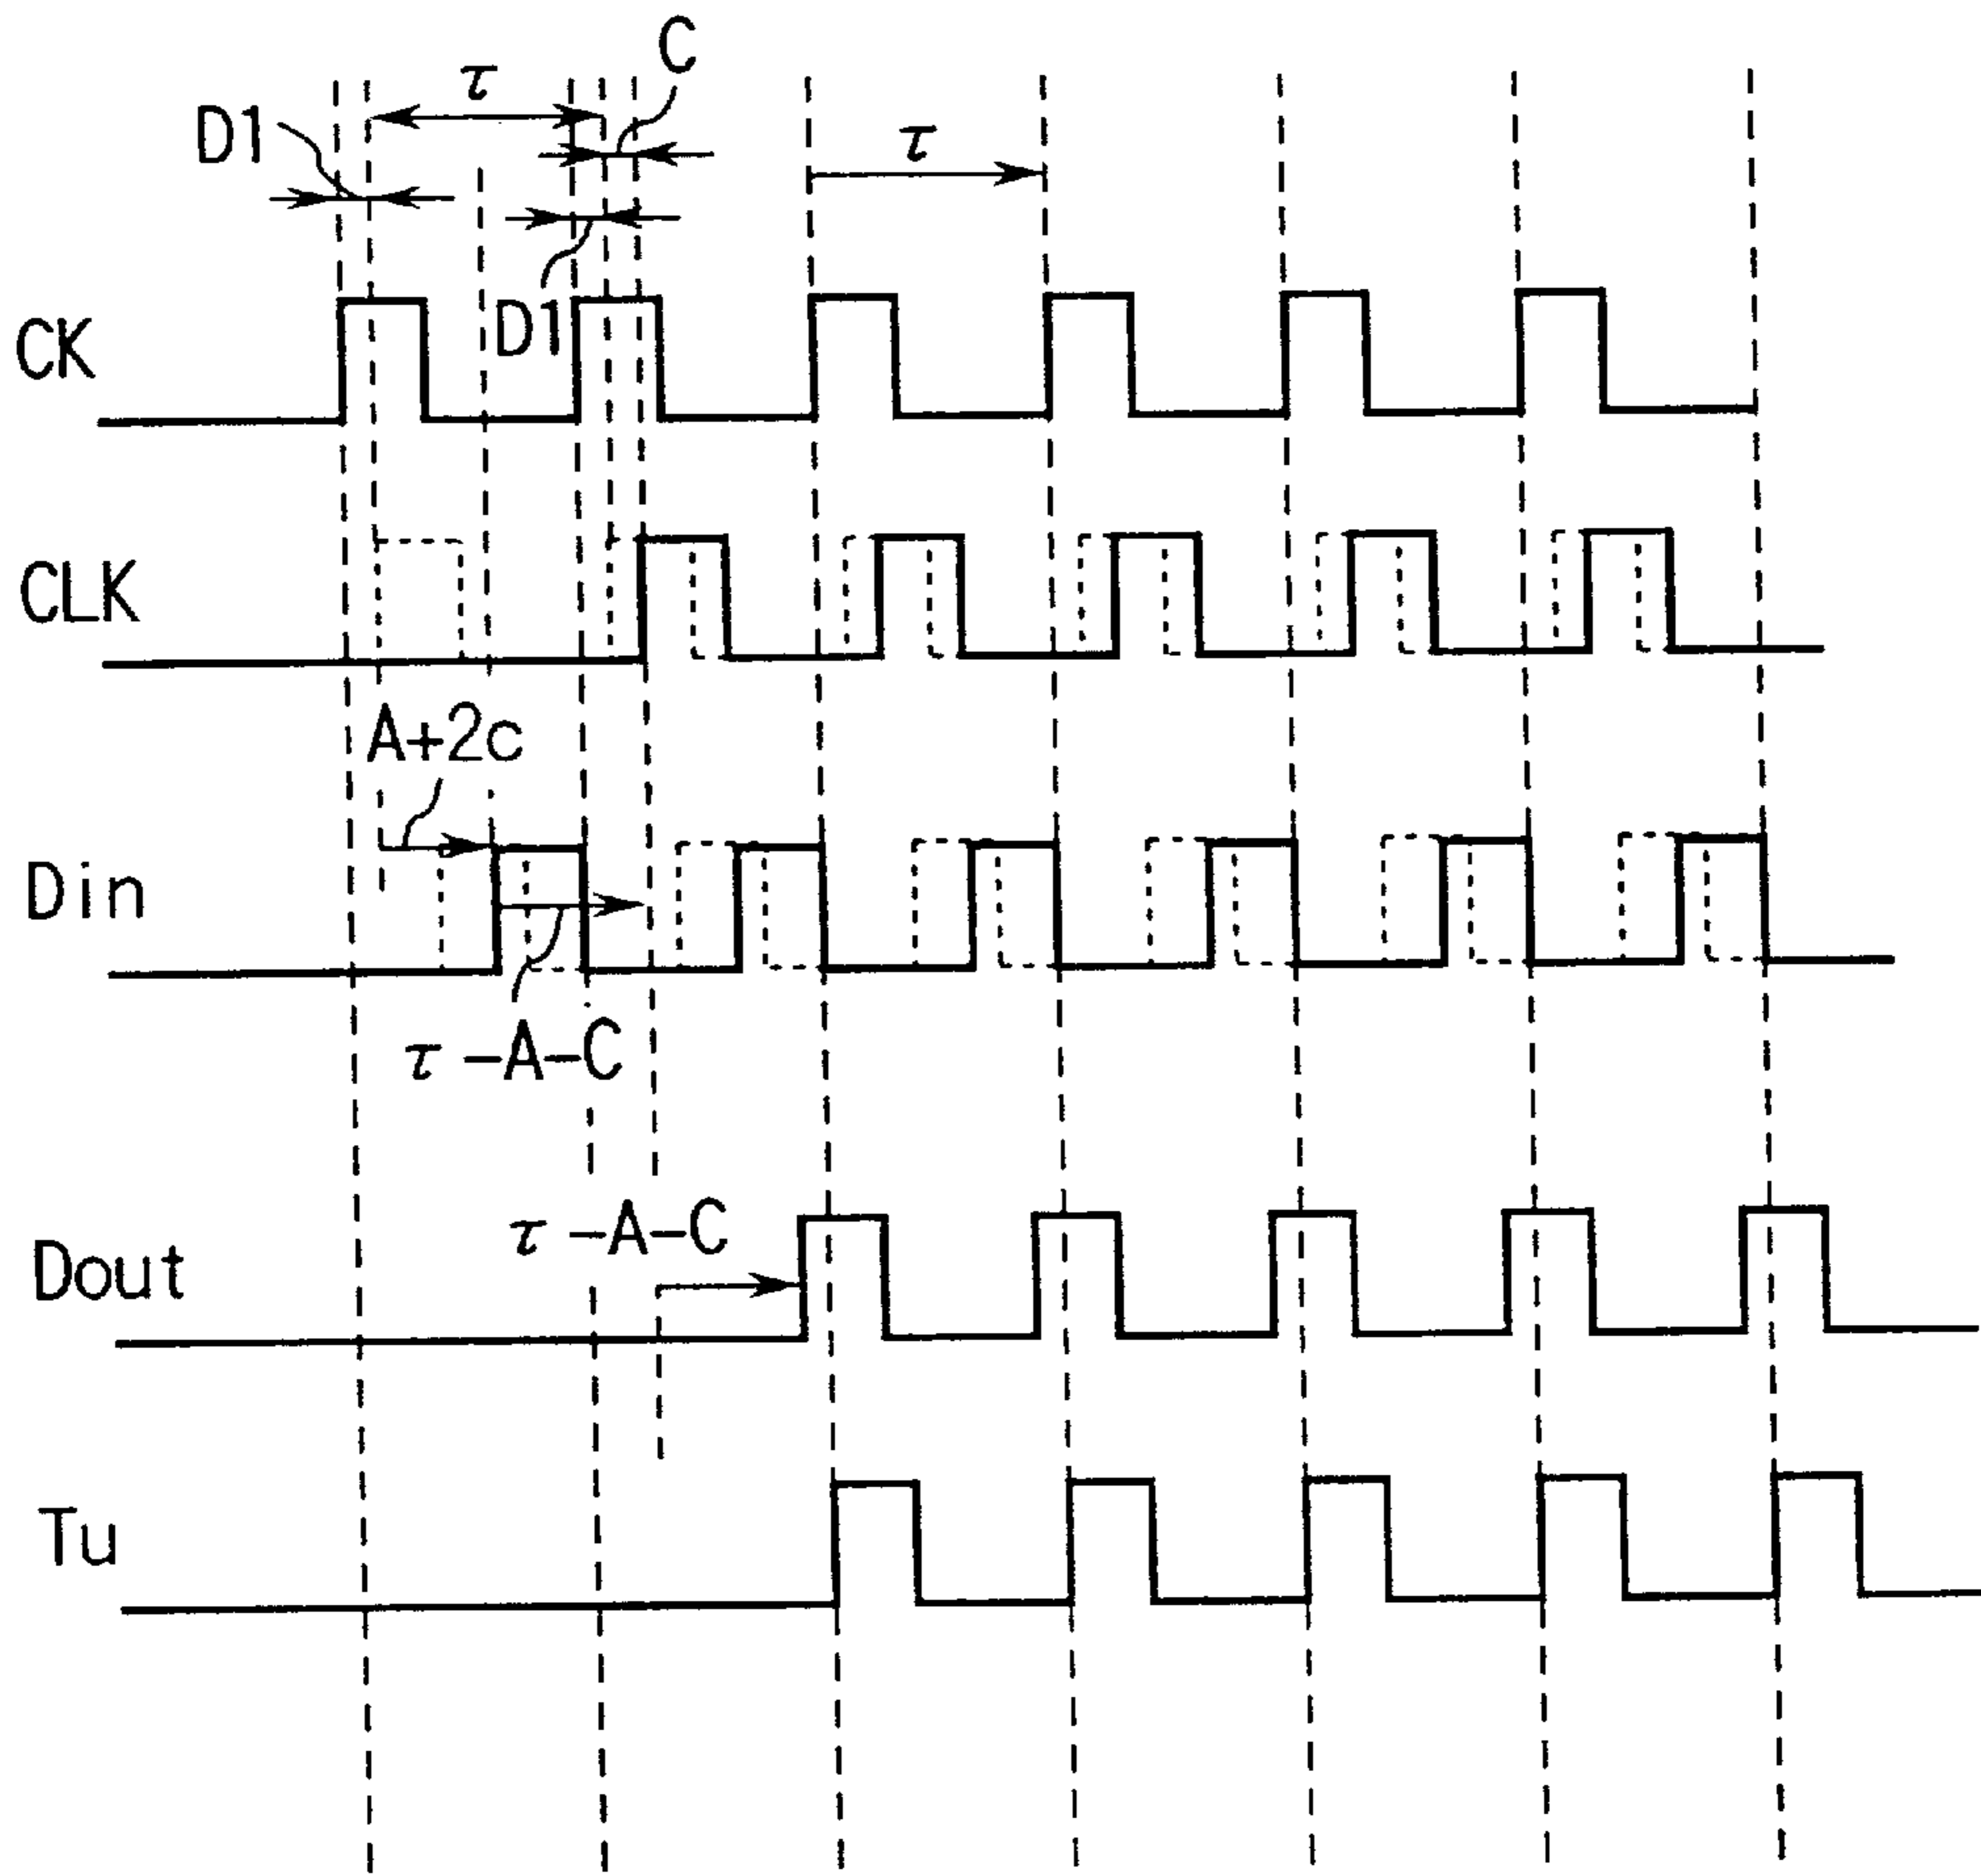 C
τ
D1
τ
D1
CK
CLK
A+2c
Din
τ-A-C
τ-A-C
Dout
Tu